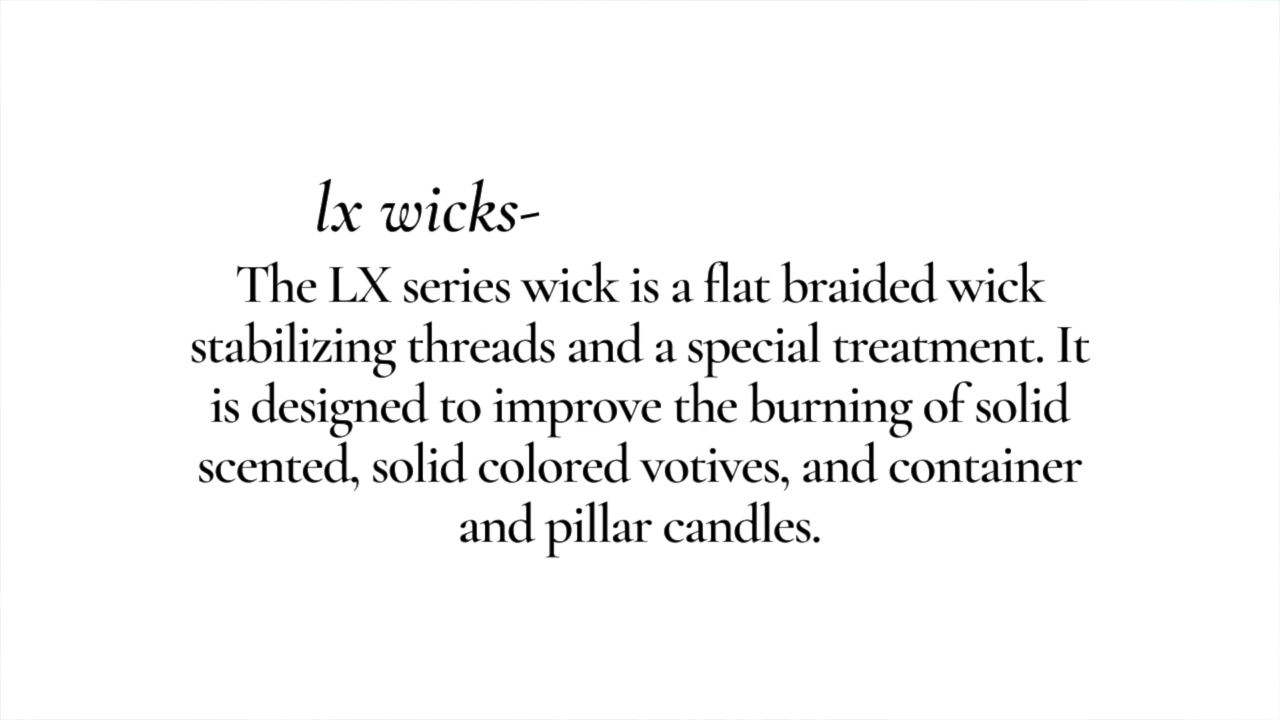 lx wicks-
The LX series wick is a flat braided wick
stabilizing threads and a special treatment. It
is designed to improve the burning of solid
scented, solid colored votives, and container
and pillar candles.